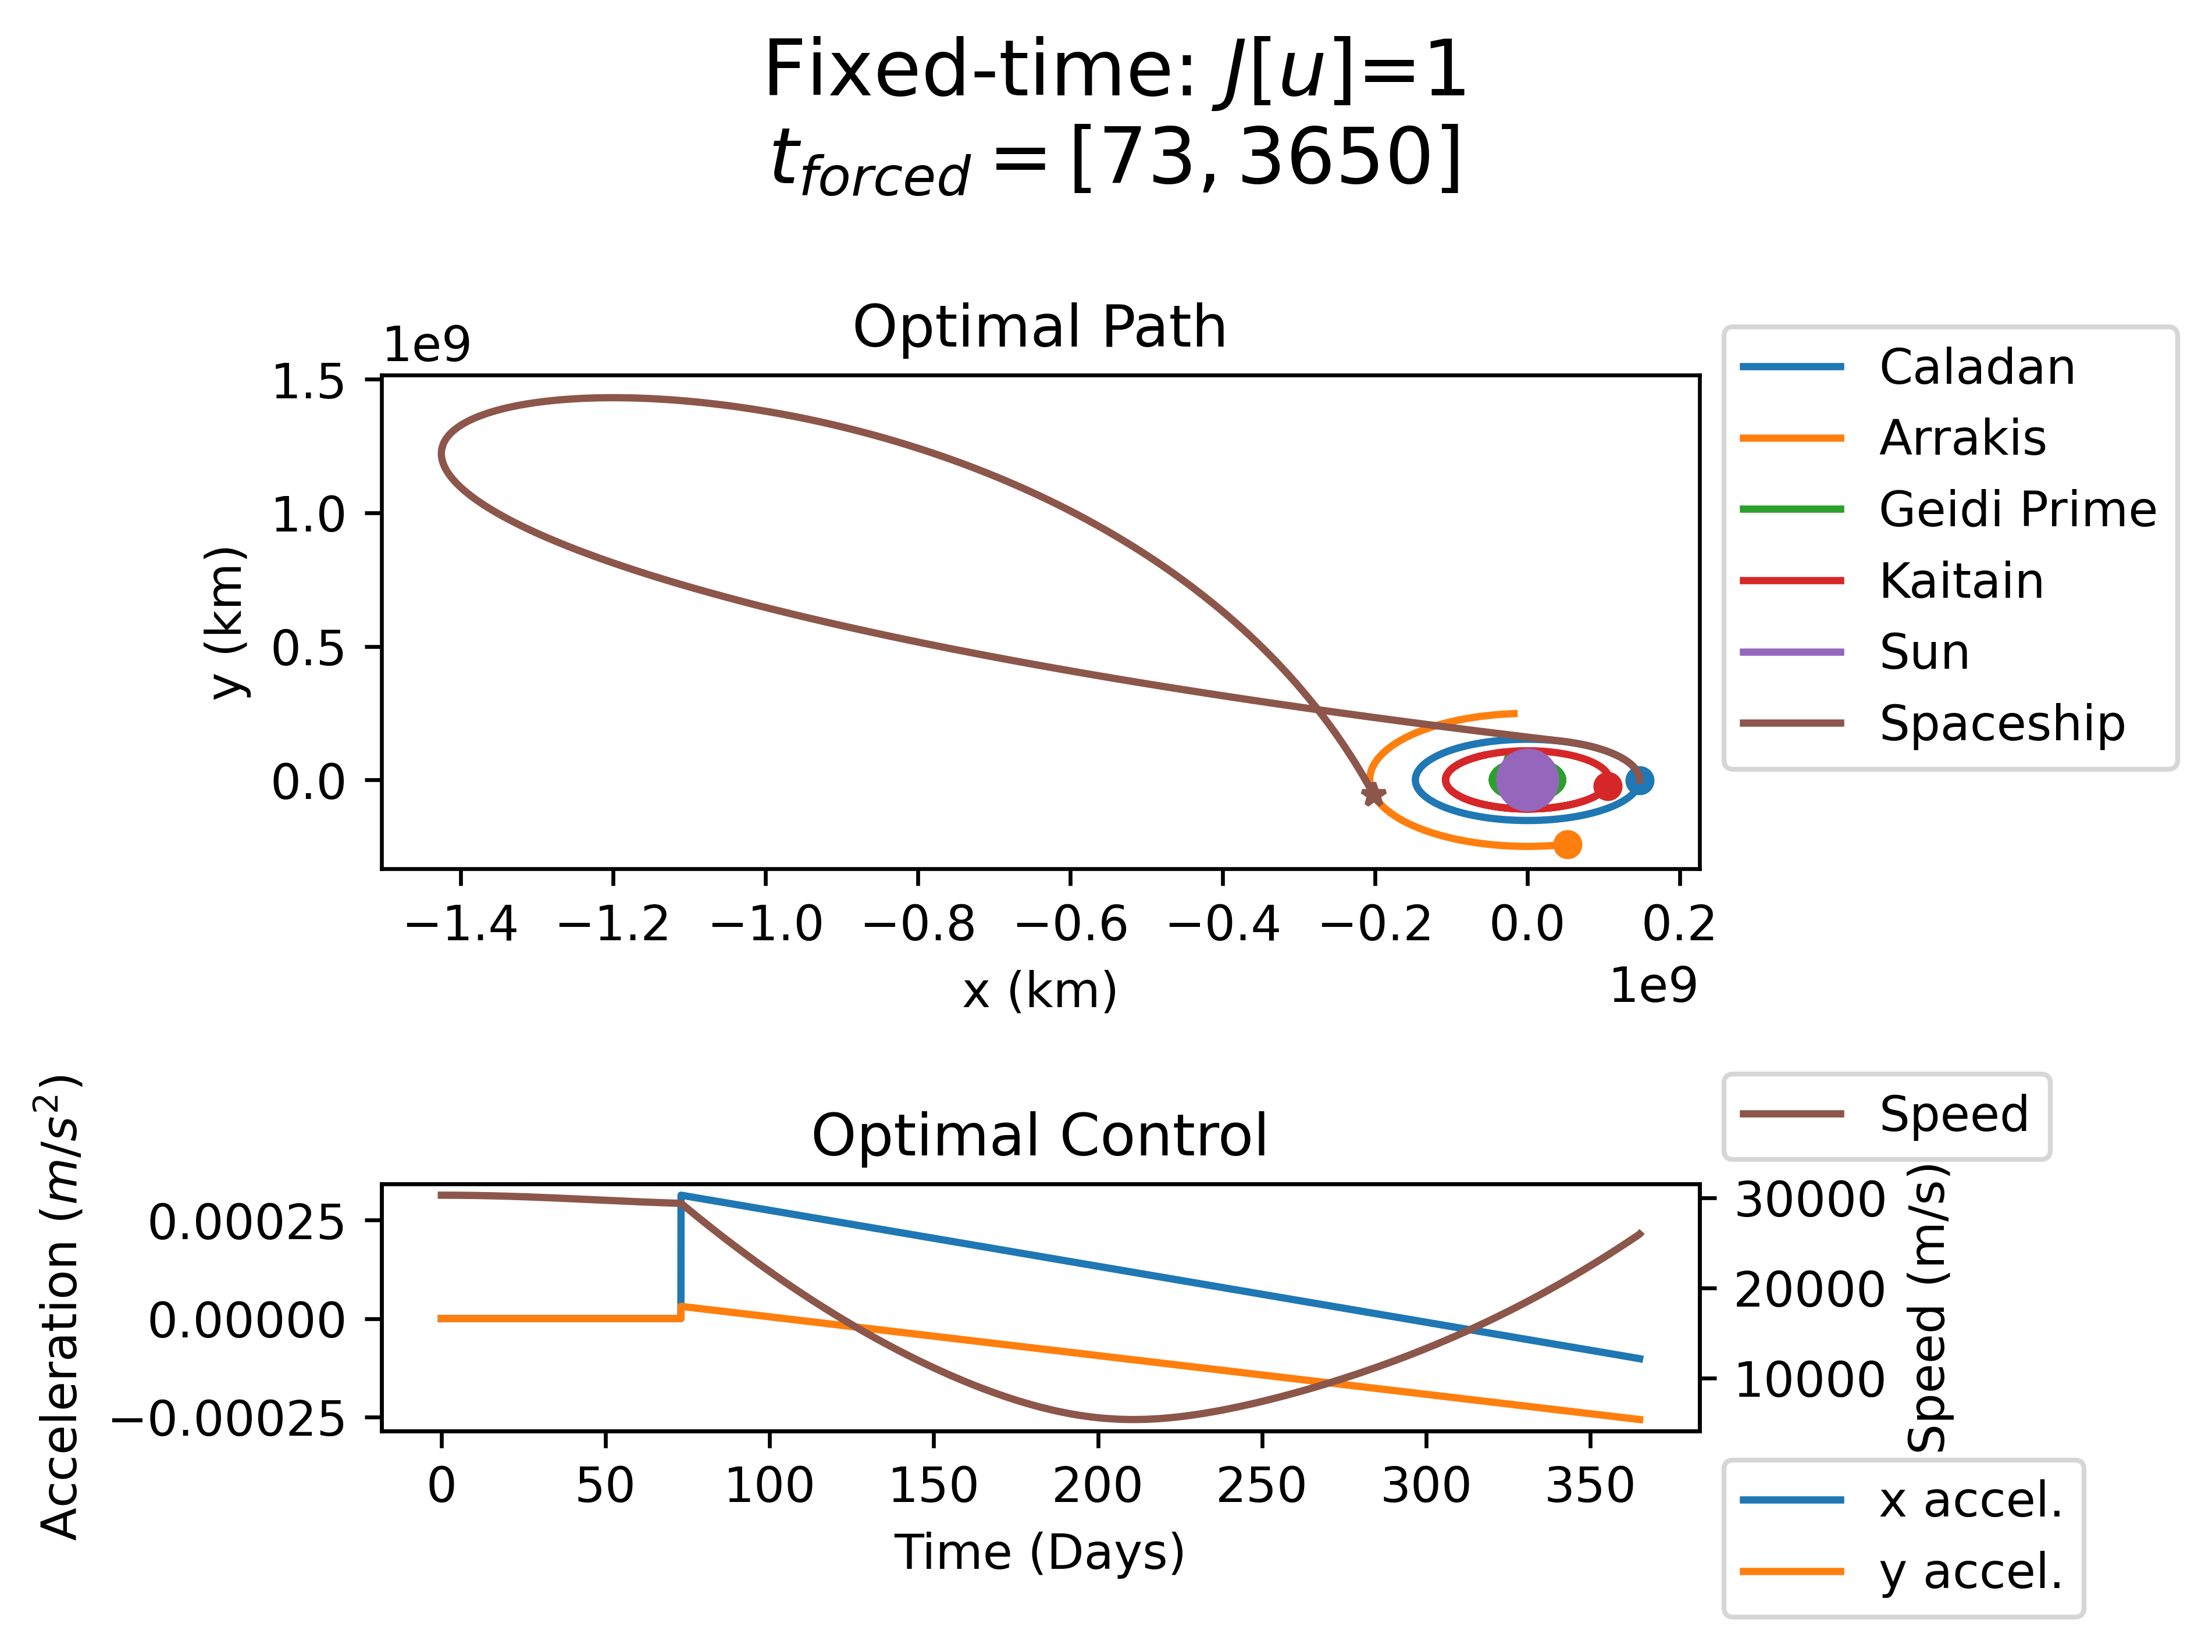 Fixed-time: J[u]=1
t_forced = [73, 3650]
Optimal Path
1e9
1.5
1.0
0.5
0.0
y (km)
−1.4 −1.2 −1.0 −0.8 −0.6 −0.4 −0.2 0.0 0.2
x (km)
1e9
Caladan
Arrakis
Geidi Prime
Kaitain
Sun
Spaceship
Optimal Control
Speed
Acceleration (m/s²)
0.00025
0.00000
−0.00025
30000
20000
10000
Speed (m/s)
0 50 100 150 200 250 300 350
Time (Days)
x accel.
y accel.